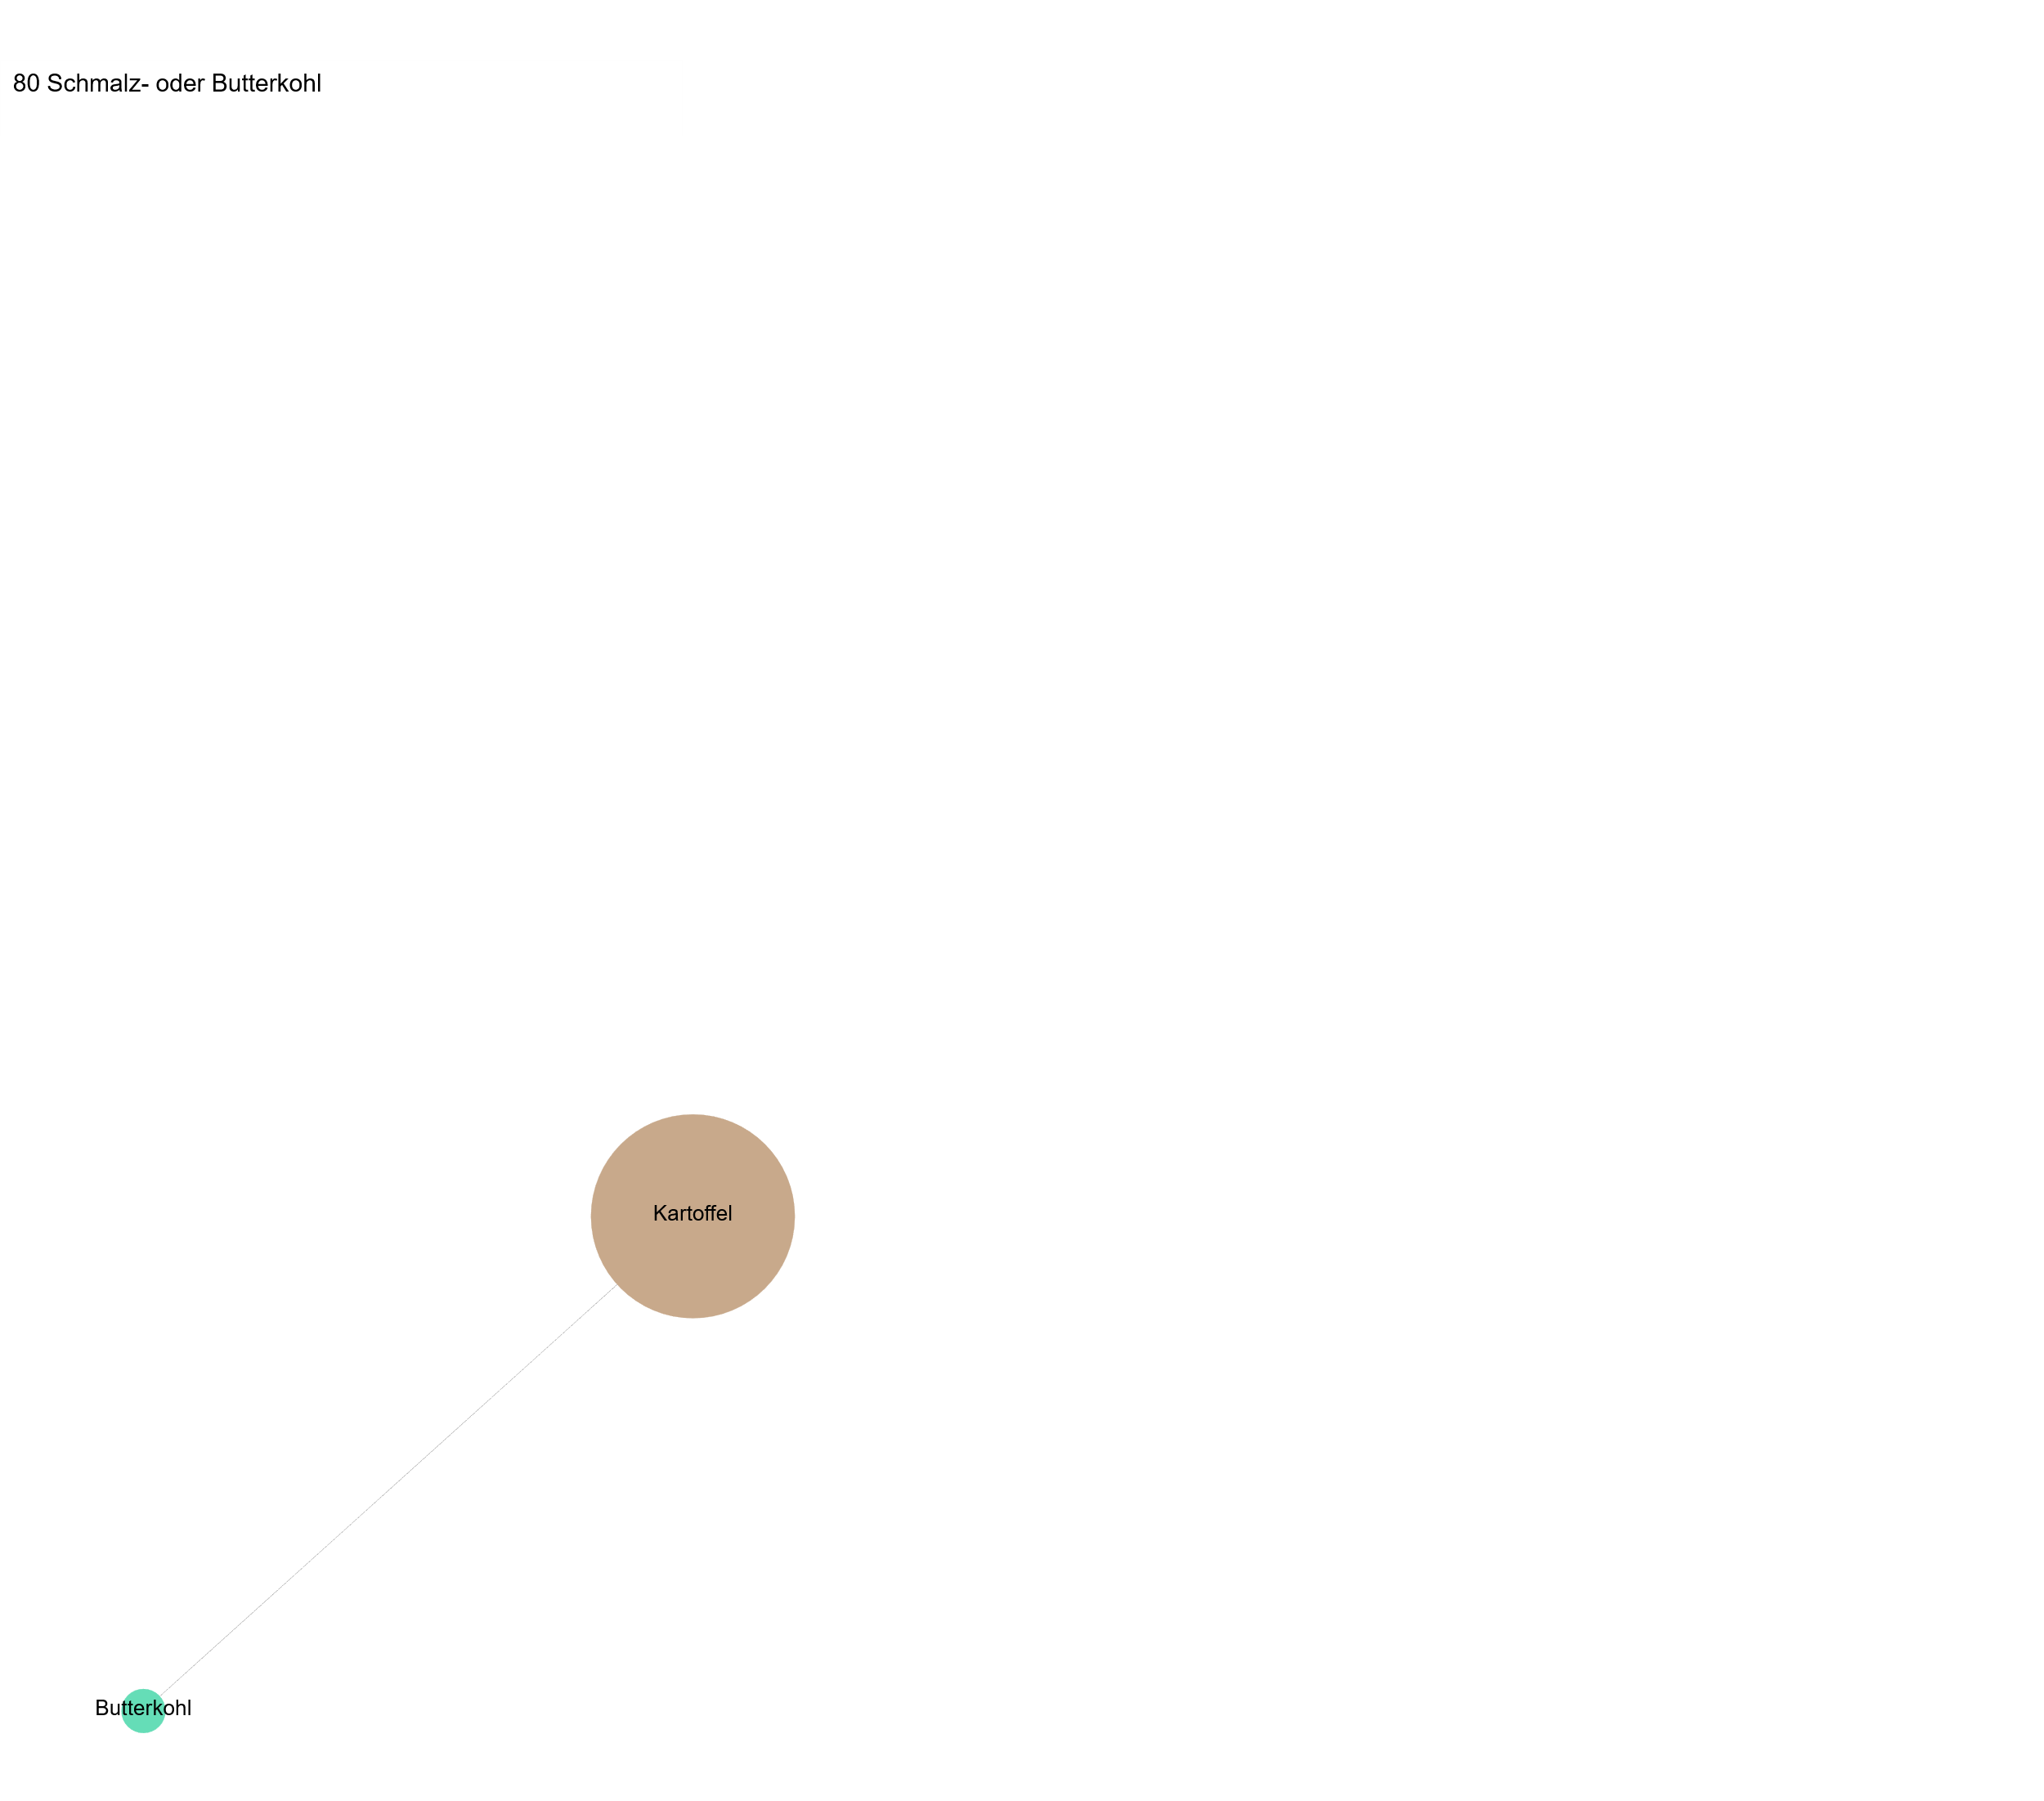 80 Schmalz- oder Butterkohl
Kartoffel
Butterkohl